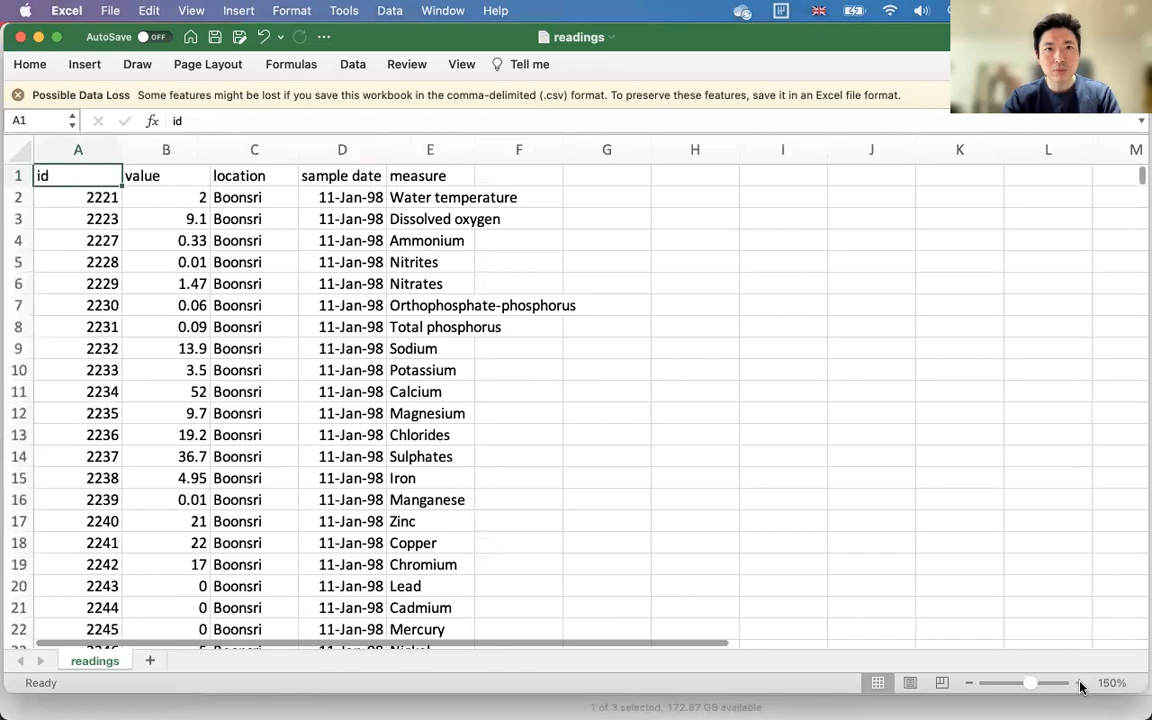 Excel File Edit View Insert Format Tools Data Window Help
AutoSave OFF readings
Home Insert Draw Page Layout Formulas Data Review View Tell me
Possible Data Loss Some features might be lost if you save this workbook in the comma-delimited (.csv) format. To preserve these features, save it in an Excel file format.
A1 fx id
A B C D E F G H I J K L M
1 id value location sample date measure
2 2221 2 Boonsri 11-Jan-98 Water temperature
3 2223 9.1 Boonsri 11-Jan-98 Dissolved oxygen
4 2227 0.33 Boonsri 11-Jan-98 Ammonium
5 2228 0.01 Boonsri 11-Jan-98 Nitrites
6 2229 1.47 Boonsri 11-Jan-98 Nitrates
7 2230 0.06 Boonsri 11-Jan-98 Orthophosphate-phosphorus
8 2231 0.09 Boonsri 11-Jan-98 Total phosphorus
9 2232 13.9 Boonsri 11-Jan-98 Sodium
10 2233 3.5 Boonsri 11-Jan-98 Potassium
11 2234 52 Boonsri 11-Jan-98 Calcium
12 2235 9.7 Boonsri 11-Jan-98 Magnesium
13 2236 19.2 Boonsri 11-Jan-98 Chlorides
14 2237 36.7 Boonsri 11-Jan-98 Sulphates
15 2238 4.95 Boonsri 11-Jan-98 Iron
16 2239 0.01 Boonsri 11-Jan-98 Manganese
17 2240 21 Boonsri 11-Jan-98 Zinc
18 2241 22 Boonsri 11-Jan-98 Copper
19 2242 17 Boonsri 11-Jan-98 Chromium
20 2243 0 Boonsri 11-Jan-98 Lead
21 2244 0 Boonsri 11-Jan-98 Cadmium
22 2245 0 Boonsri 11-Jan-98 Mercury
readings
Ready 150%
1 of 3 selected, 172.87 GB available